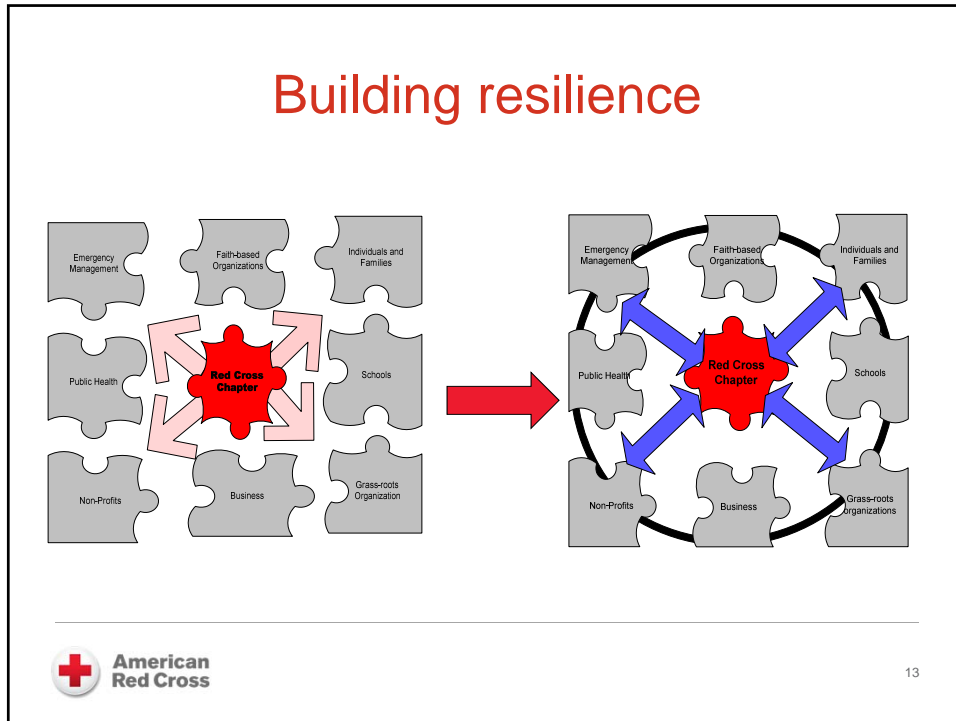 Building resilience
Emergency
Management
Faith-based
Organizations
Individuals and
Families
Public Health
Red Cross
Chapter
Schools
Non-Profits
Business
Grass-roots
Organization
Emergency
Management
Faith-based
Organizations
Individuals and
Families
Public Health
Red Cross
Chapter
Schools
Non-Profits
Business
Grass-roots
organizations
American
Red Cross
13